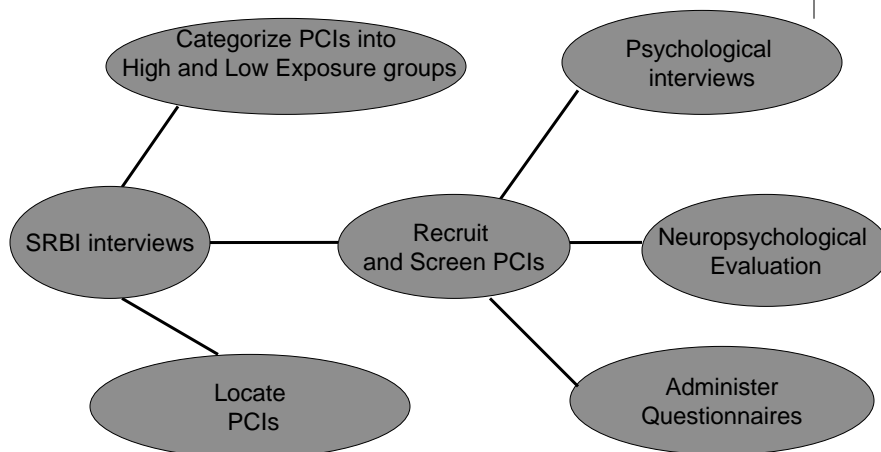 Categorize PCIs into
High and Low Exposure groups
Psychological
interviews
SRBI interviews
Recruit
and Screen PCIs
Neuropsychological
Evaluation
Locate
PCIs
Administer
Questionnaires